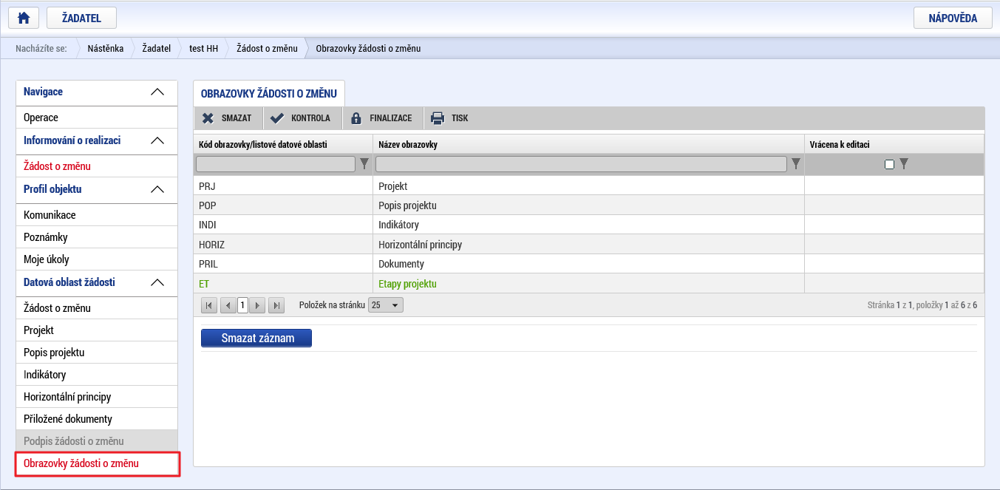 ŽADATEL NÁPOVĚDA
Nacházíte se: Nástěnka Žadatel test HH Žádost o změnu Obrazovky žádosti o změnu
Navigace
Operace
Informování o realizaci
Žádost o změnu
Profil objektu
Komunikace
Poznámky
Moje úkoly
Datová oblast žádosti
Žádost o změnu
Projekt
Popis projektu
Indikátory
Horizontální principy
Přiložené dokumenty
Podpis žádosti o změnu
Obrazovky žádosti o změnu
OBRAZOVKY ŽÁDOSTI O ZMĚNU
SMAZAT KONTROLA FINALIZACE TISK
Kód obrazovky/listové datové oblasti Název obrazovky Vrácena k editaci
PRJ Projekt
POP Popis projektu
INDI Indikátory
HORIZ Horizontální principy
PRIL Dokumenty
ET Etapy projektu
1 Položek na stránku 25 Stránka 1 z 1, položky 1 až 6 z 6
Smazat záznam